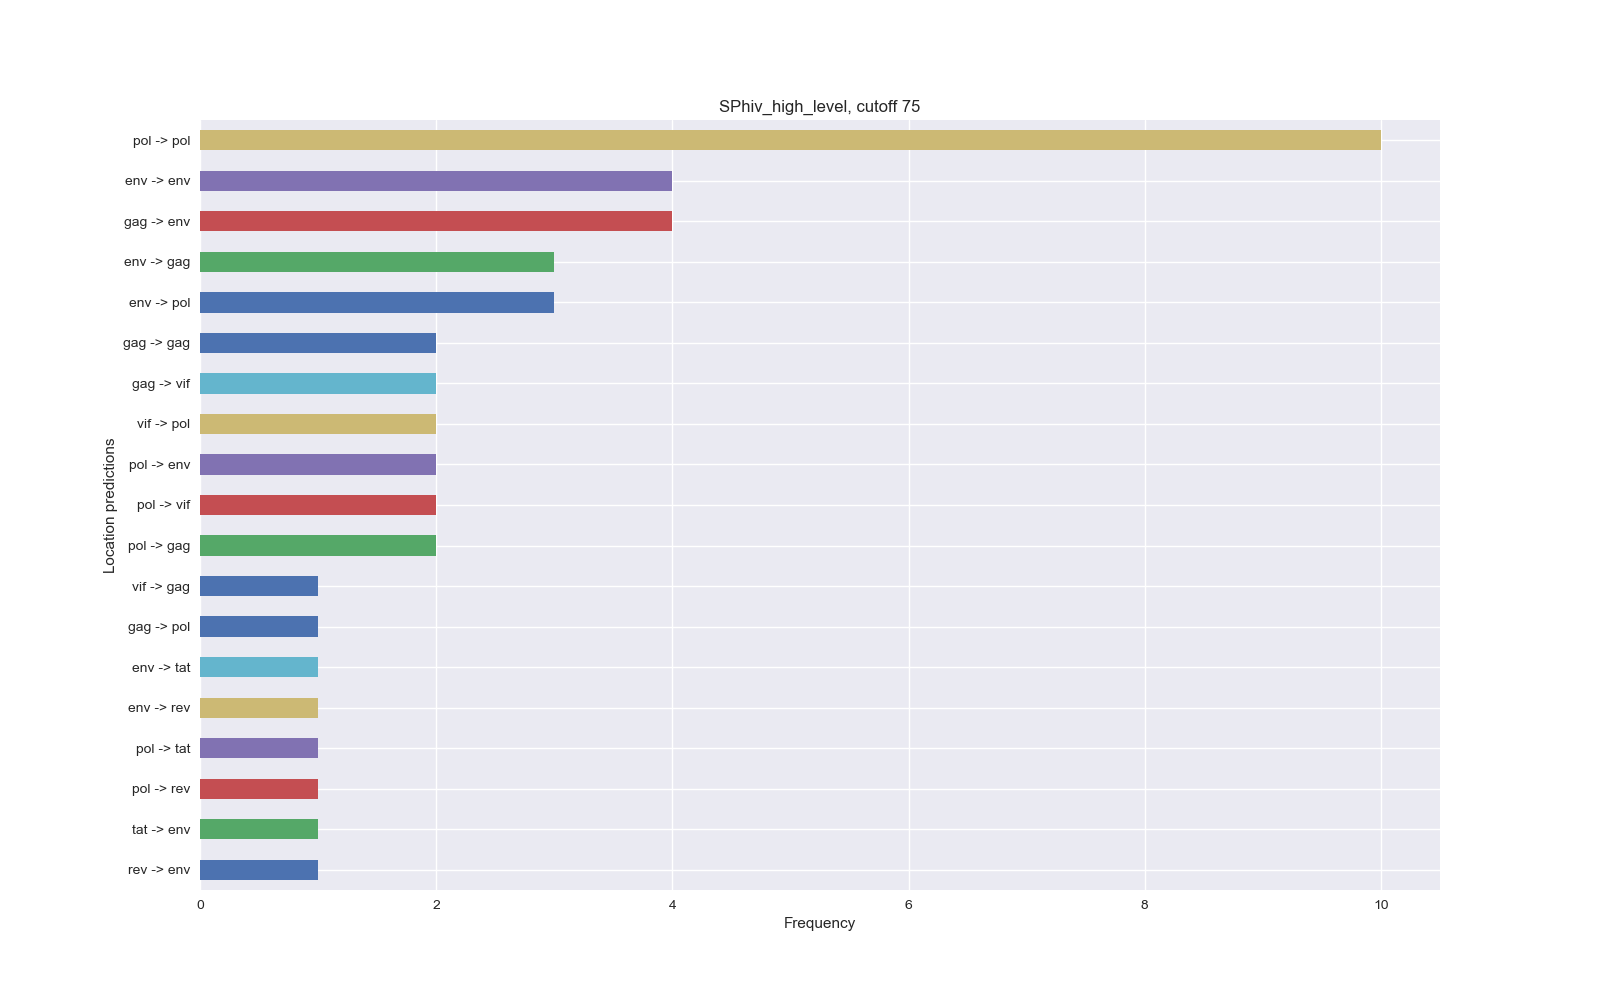 SPhiv_high_level, cutoff 75
pol -> pol
env -> env
gag -> env
env -> gag
env -> pol
gag -> gag
gag -> vif
vif -> pol
pol -> env
pol -> vif
pol -> gag
vif -> gag
gag -> pol
env -> tat
env -> rev
pol -> tat
pol -> rev
tat -> env
rev -> env
Location predictions
0 2 4 6 8 10
Frequency